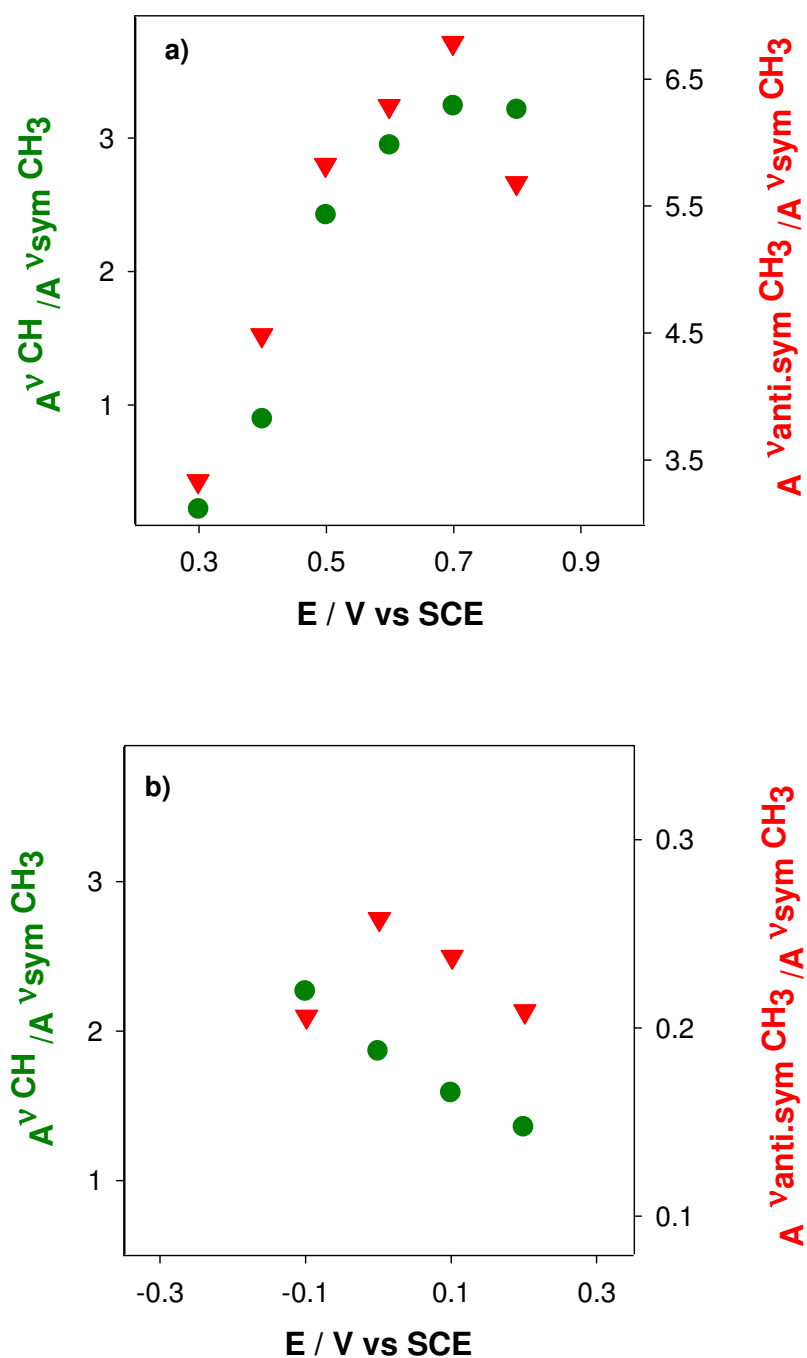 a)
A ν CH /A νsym CH3
3
2
1
6.5
5.5
4.5
3.5
A νanti.sym CH3 /A νsym CH3
0.3 0.5 0.7 0.9
E / V vs SCE
b)
A ν CH /A νsym CH3
3
2
1
0.3
0.2
0.1
A νanti.sym CH3 /A νsym CH3
-0.3 -0.1 0.1 0.3
E / V vs SCE